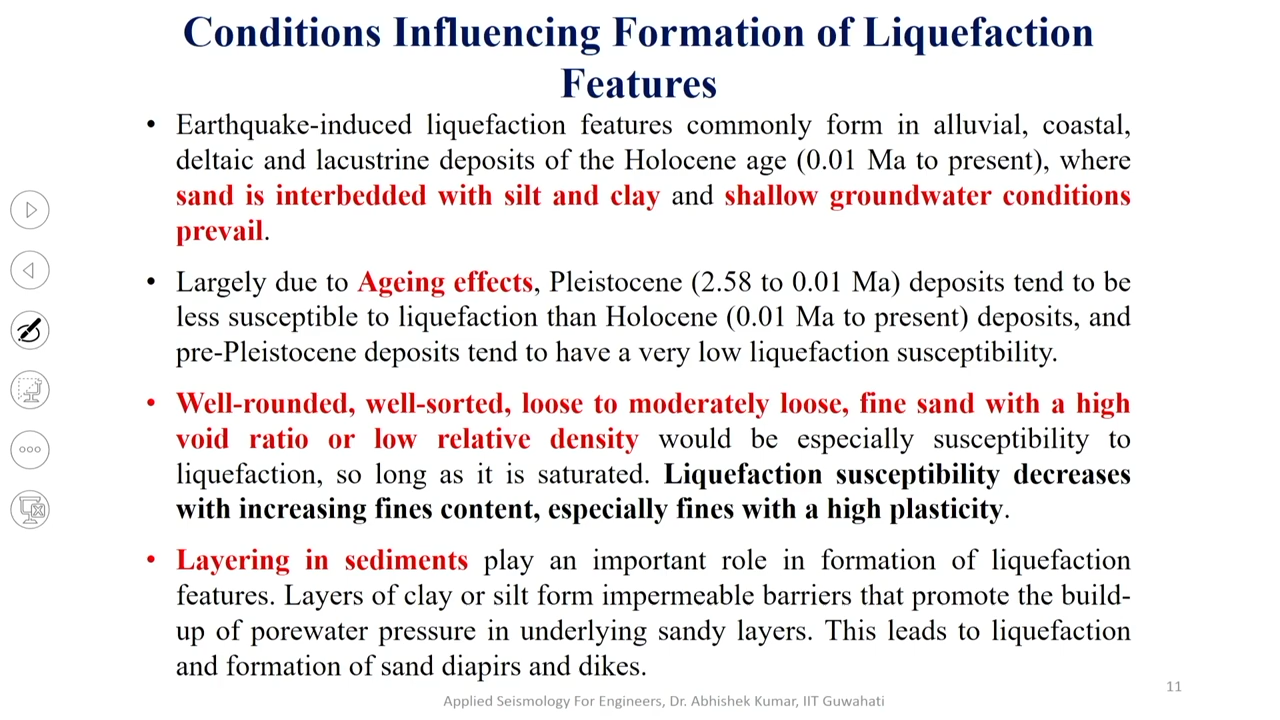 Conditions Influencing Formation of Liquefaction
Features
• Earthquake-induced liquefaction features commonly form in alluvial, coastal,
deltaic and lacustrine deposits of the Holocene age (0.01 Ma to present), where
sand is interbedded with silt and clay and shallow groundwater conditions
prevail.
• Largely due to Ageing effects, Pleistocene (2.58 to 0.01 Ma) deposits tend to be
less susceptible to liquefaction than Holocene (0.01 Ma to present) deposits, and
pre-Pleistocene deposits tend to have a very low liquefaction susceptibility.
• Well-rounded, well-sorted, loose to moderately loose, fine sand with a high
void ratio or low relative density would be especially susceptibility to
liquefaction, so long as it is saturated. Liquefaction susceptibility decreases
with increasing fines content, especially fines with a high plasticity.
• Layering in sediments play an important role in formation of liquefaction
features. Layers of clay or silt form impermeable barriers that promote the build-
up of porewater pressure in underlying sandy layers. This leads to liquefaction
and formation of sand diapirs and dikes.
11
Applied Seismology For Engineers, Dr. Abhishek Kumar, IIT Guwahati